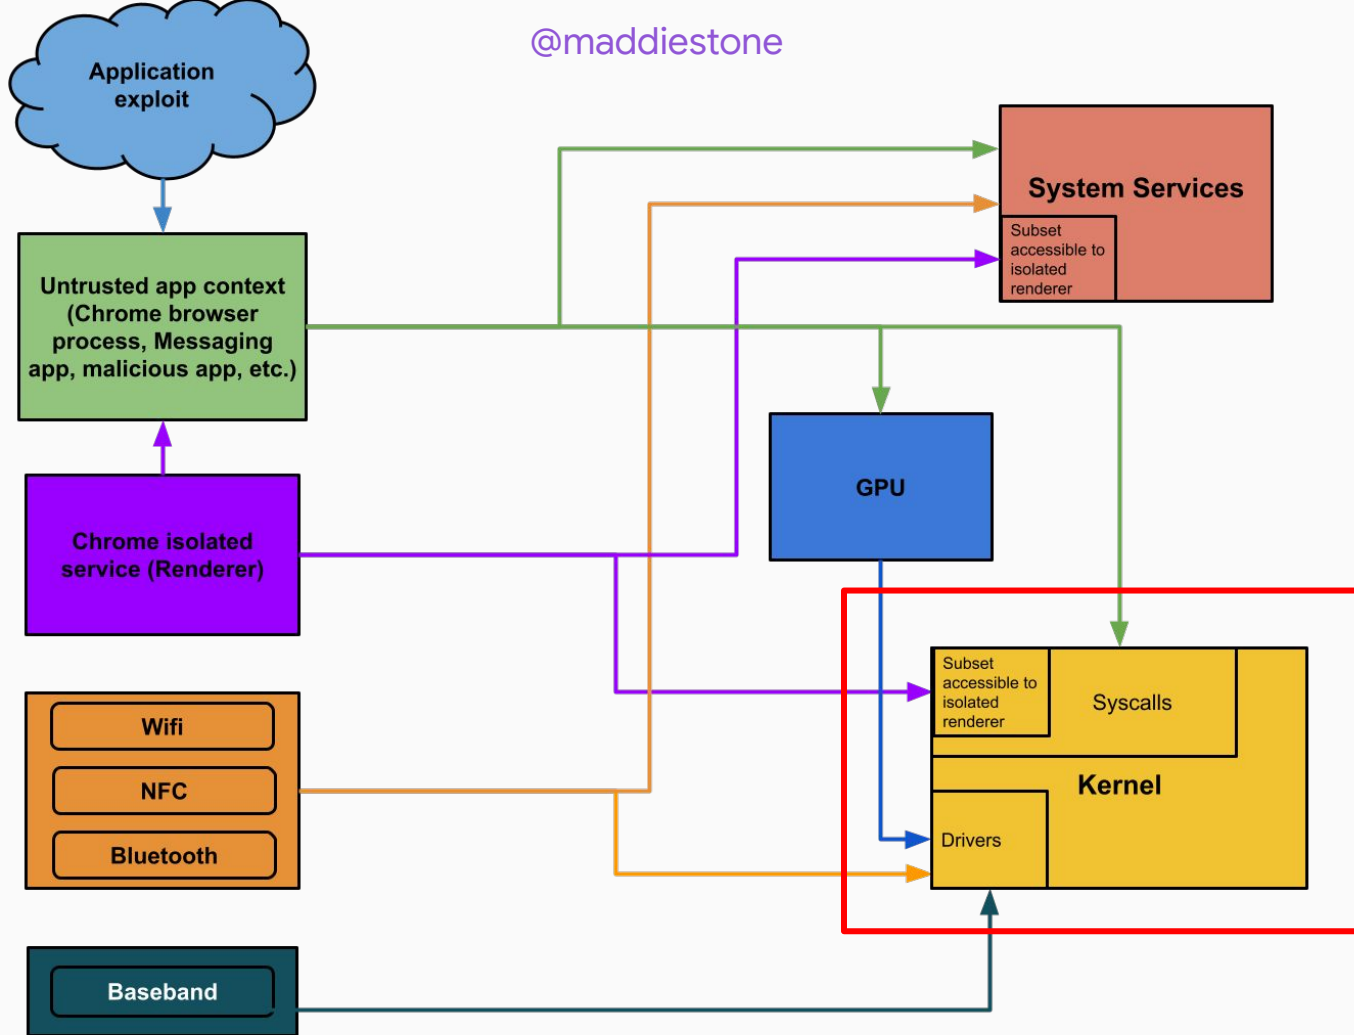 @maddiestone
Application
exploit
System Services
Subset
accessible to
isolated
renderer
Untrusted app context
(Chrome browser
process, Messaging
app, malicious app, etc.)
GPU
Chrome isolated
service (Renderer)
Subset
accessible to
isolated
renderer
Syscalls
Kernel
Drivers
Wifi
NFC
Bluetooth
Baseband